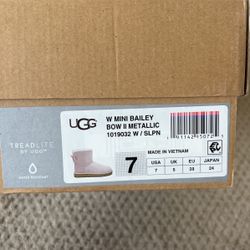 UGG
W MINI BAILEY
BOW II METALLIC
1019032 W / SLPN
TREADLITE
BY UGG™
7
MADE IN VIETNAM
USA UK EU JAPAN
7 5 38 24